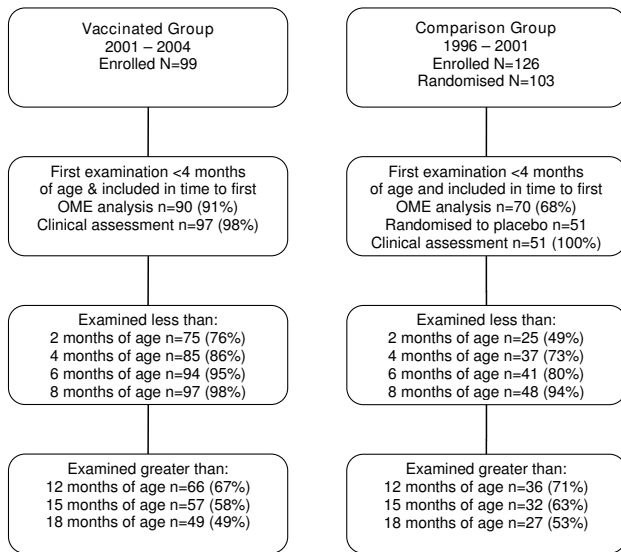 Vaccinated Group
2001 – 2004
Enrolled N=99
First examination <4 months
of age & included in time to first
OME analysis n=90 (91%)
Clinical assessment n=97 (98%)
Examined less than:
2 months of age n=75 (76%)
4 months of age n=85 (86%)
6 months of age n=94 (95%)
8 months of age n=97 (98%)
Examined greater than:
12 months of age n=66 (67%)
15 months of age n=57 (58%)
18 months of age n=49 (49%)
Comparison Group
1996 – 2001
Enrolled N=126
Randomised N=103
First examination <4 months
of age and included in time to first
OME analysis n=70 (68%)
Randomised to placebo n=51
Clinical assessment n=51 (100%)
Examined less than:
2 months of age n=25 (49%)
4 months of age n=37 (73%)
6 months of age n=41 (80%)
8 months of age n=48 (94%)
Examined greater than:
12 months of age n=36 (71%)
15 months of age n=32 (63%)
18 months of age n=27 (53%)